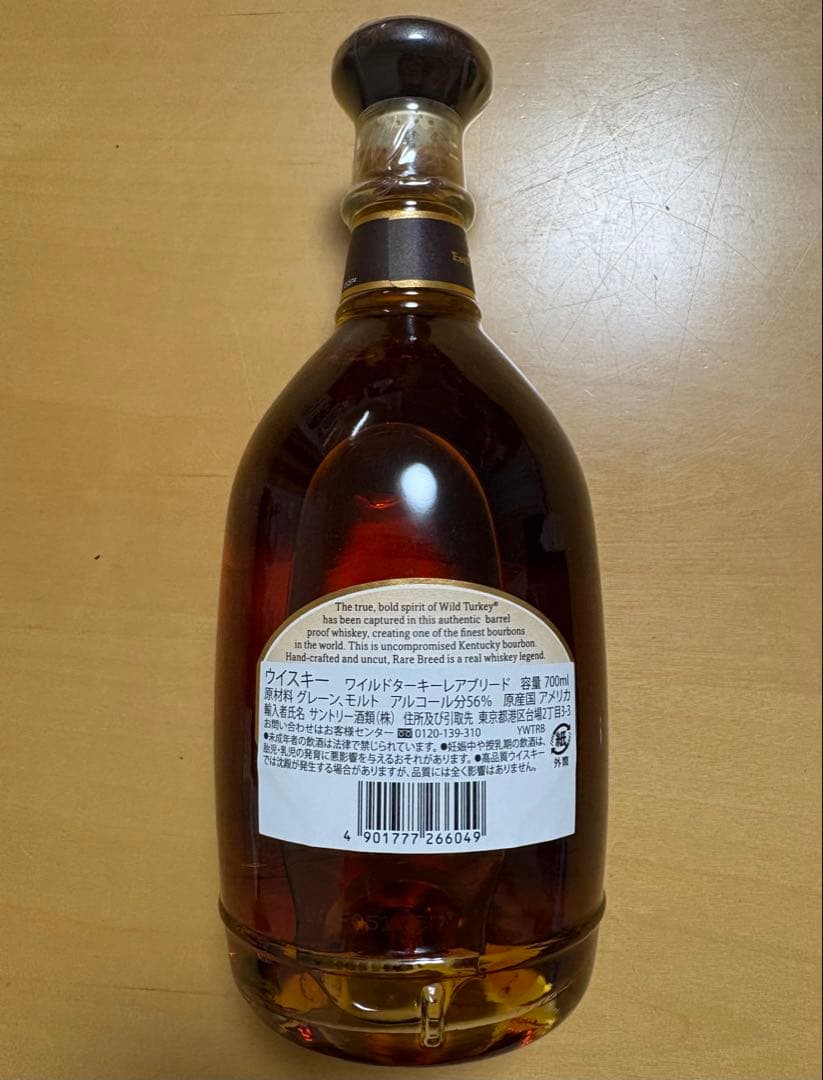 The true, bold spirit of Wild Turkey®
has been captured in this authentic barrel
proof whiskey, creating one of the finest bourbons
in the world. This is uncompromised Kentucky bourbon.
Hand-crafted and uncut, Rare Breed is a real whiskey legend.
ウイスキー ワイルドターキーレアブリード 容量 700ml
原材料 グレーン、モルト アルコール分56% 原産国 アメリカ
輸入者氏名 サントリー酒類(株) 住所及び引取先 東京都港区台場2丁目3-3
お問い合わせはお客様センター 0120-139-310 YWTRB
●未成年者の飲酒は法律で禁じられています。●妊娠中や授乳期の飲酒は、
胎児・乳児の発育に悪影響を与えるおそれがあります。●高品質ウイスキー
では沈殿が発生する場合がありますが、品質には全く影響はありません。
紙
外筒
4 901777 266049